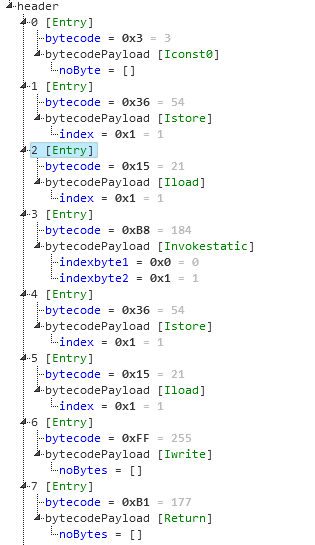 header
0 [Entry]
bytecode = 0x3 = 3
bytecodePayload [Iconst0]
noByte = []
1 [Entry]
bytecode = 0x36 = 54
bytecodePayload [Istore]
index = 0x1 = 1
2 [Entry]
bytecode = 0x15 = 21
bytecodePayload [Iload]
index = 0x1 = 1
3 [Entry]
bytecode = 0xB8 = 184
bytecodePayload [Invokestatic]
indexbyte1 = 0x0 = 0
indexbyte2 = 0x1 = 1
4 [Entry]
bytecode = 0x36 = 54
bytecodePayload [Istore]
index = 0x1 = 1
5 [Entry]
bytecode = 0x15 = 21
bytecodePayload [Iload]
index = 0x1 = 1
6 [Entry]
bytecode = 0xFF = 255
bytecodePayload [Iwrite]
noBytes = []
7 [Entry]
bytecode = 0xB1 = 177
bytecodePayload [Return]
noBytes = []